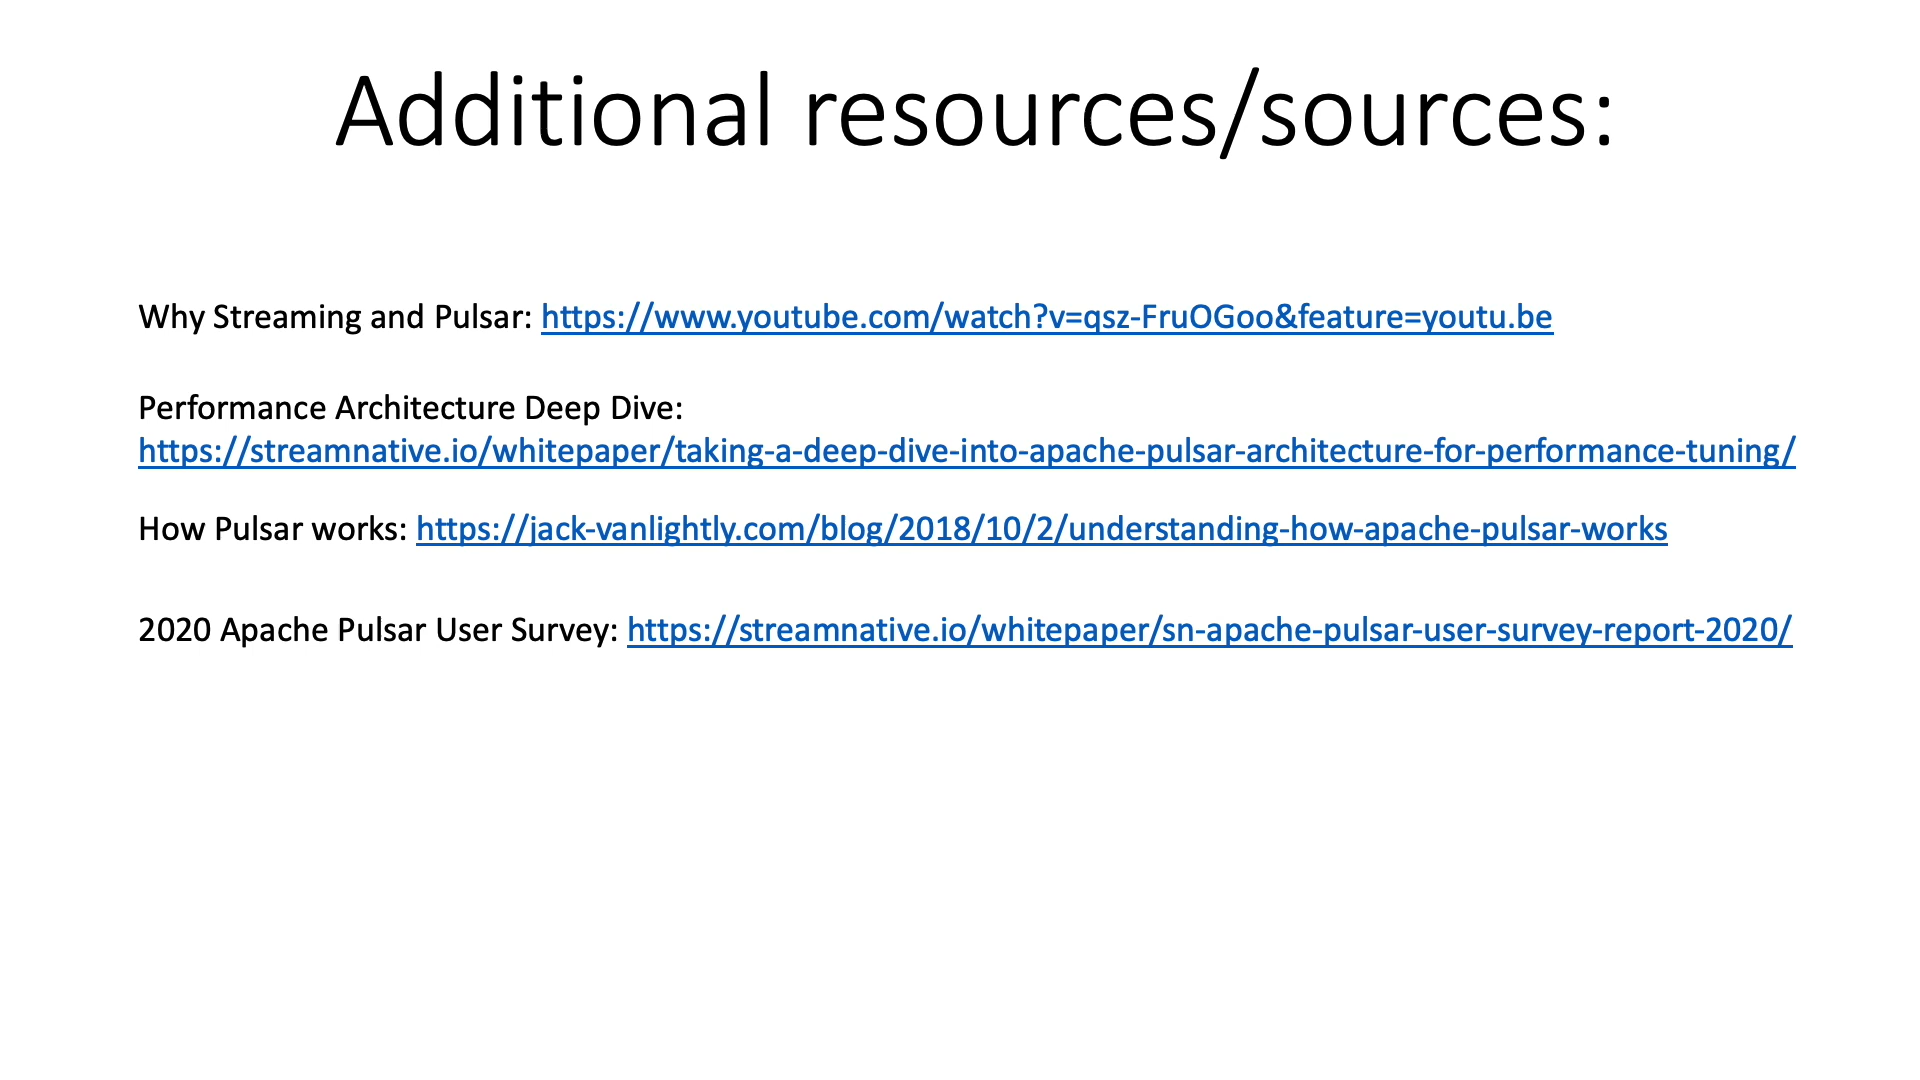 Additional resources/sources:
Why Streaming and Pulsar: https://www.youtube.com/watch?v=qsz-FruOGoo&feature=youtu.be
Performance Architecture Deep Dive:
https://streamnative.io/whitepaper/taking-a-deep-dive-into-apache-pulsar-architecture-for-performance-tuning/
How Pulsar works: https://jack-vanlightly.com/blog/2018/10/2/understanding-how-apache-pulsar-works
2020 Apache Pulsar User Survey: https://streamnative.io/whitepaper/sn-apache-pulsar-user-survey-report-2020/